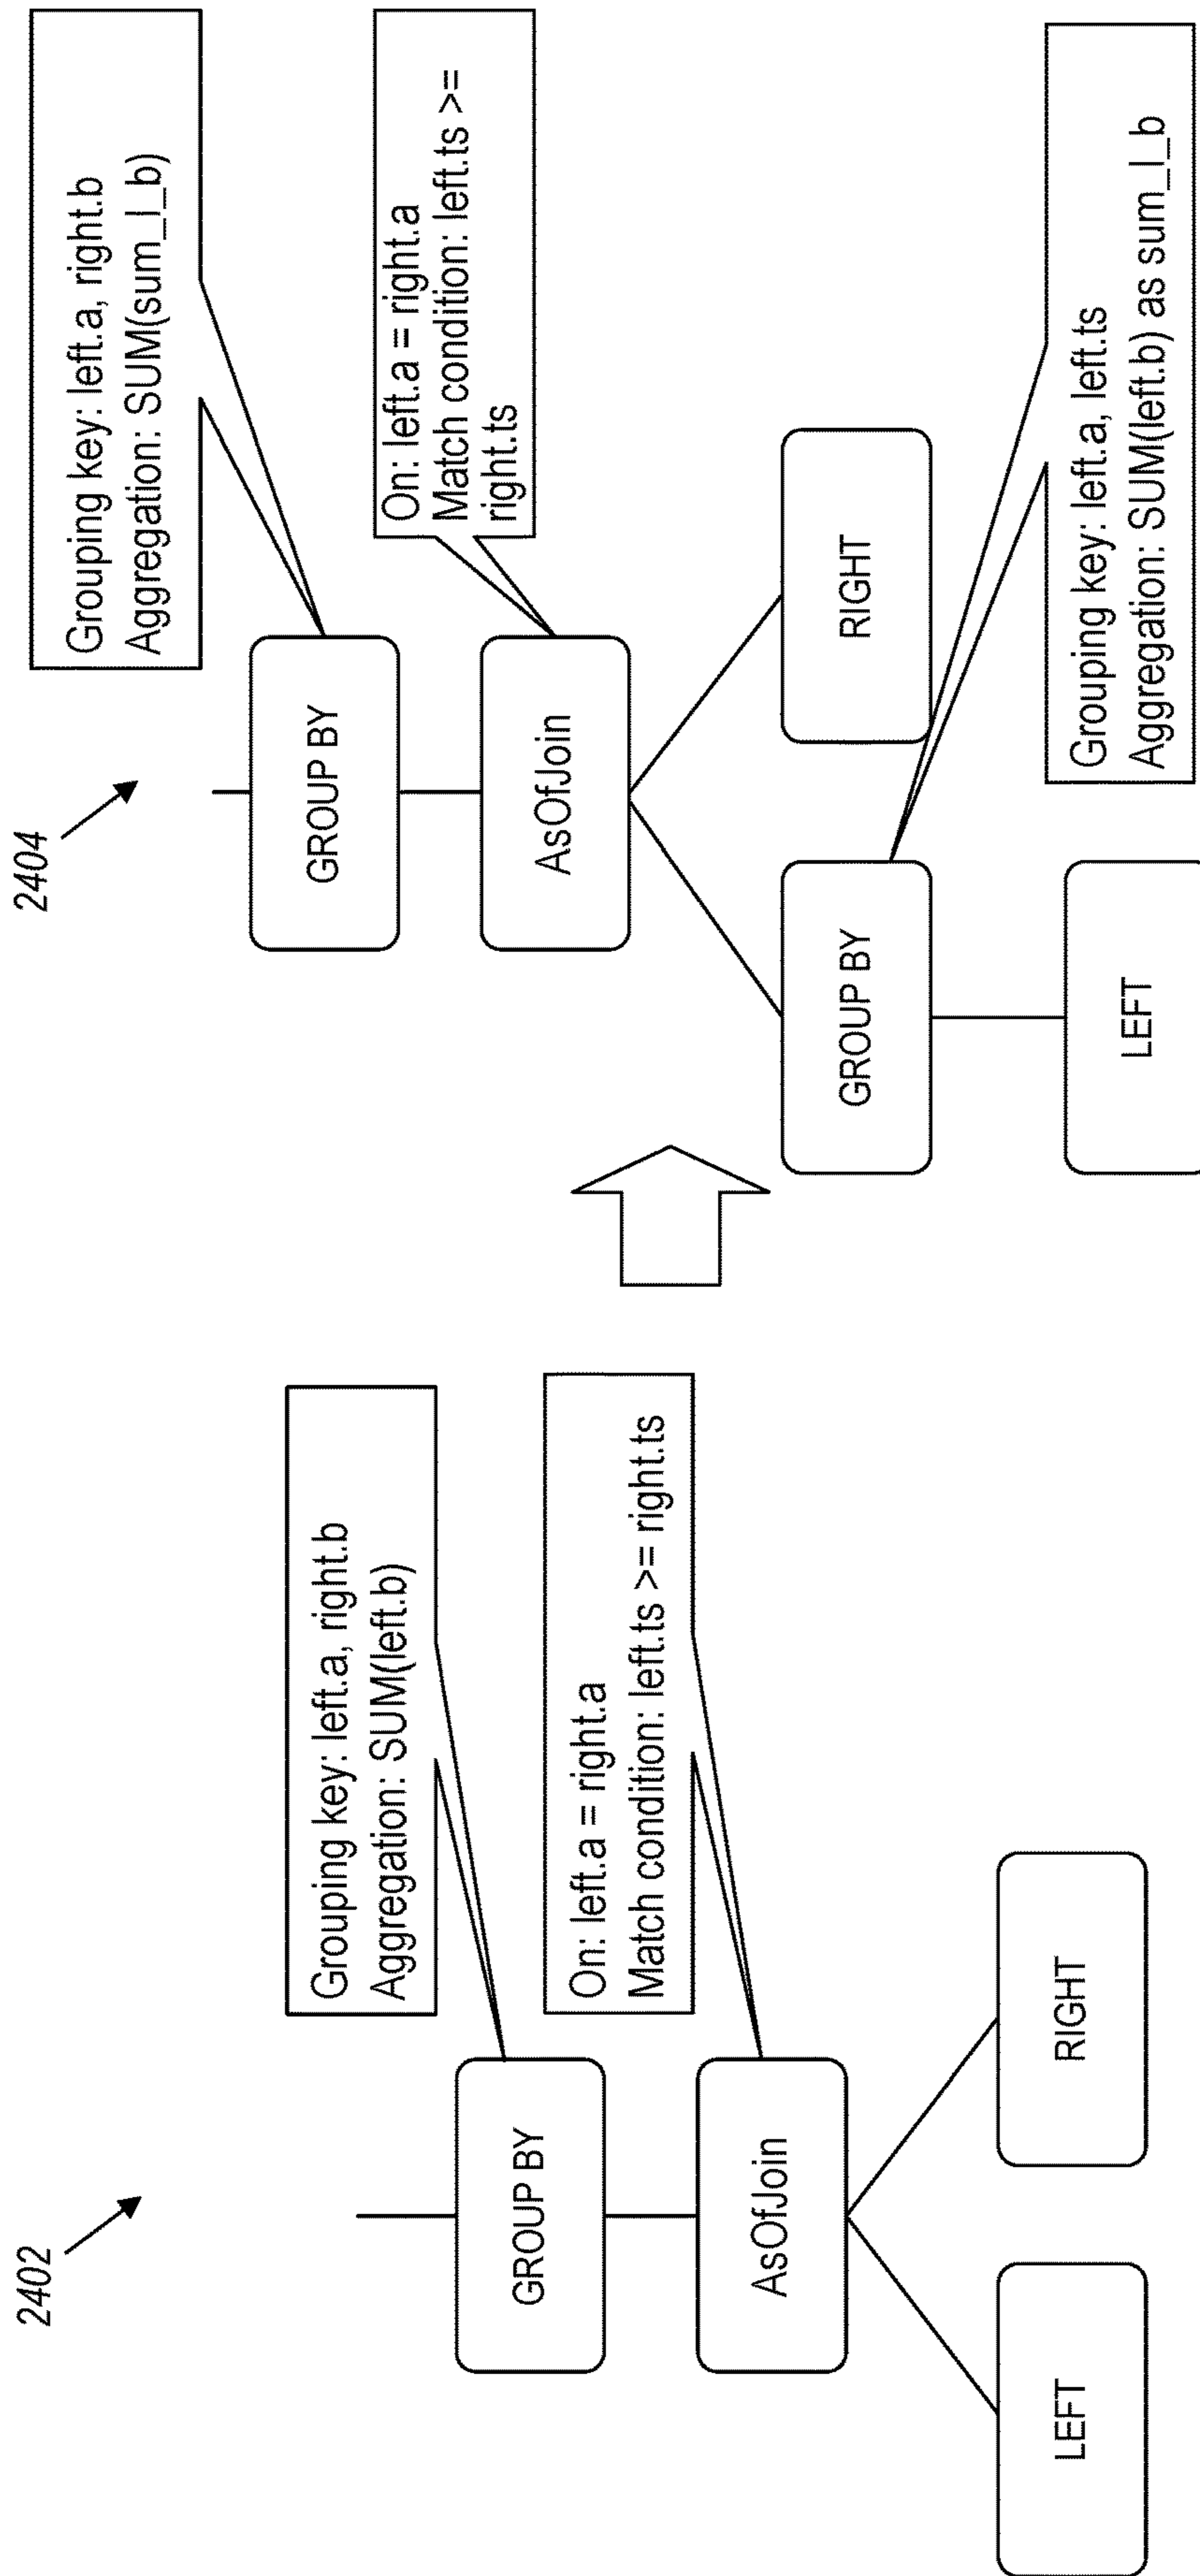 2402
Grouping key: left.a, right.b
Aggregation: SUM(left.b)
GROUP BY
On: left.a = right.a
Match condition: left.ts >= right.ts
AsOfJoin
LEFT
RIGHT
2404
Grouping key: left.a, right.b
Aggregation: SUM(sum_l_b)
GROUP BY
On: left.a = right.a
Match condition: left.ts >=
right.ts
AsOfJoin
GROUP BY
RIGHT
Grouping key: left.a, left.ts
Aggregation: SUM(left.b) as sum_l_b
LEFT